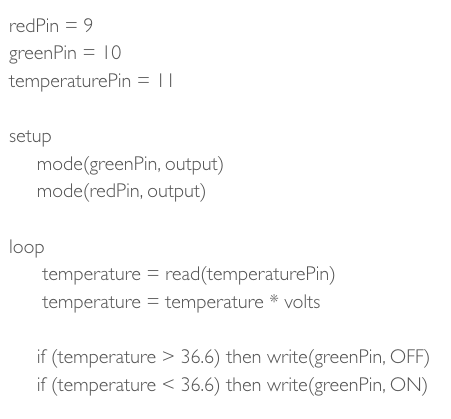 redPin = 9
greenPin = 10
temperaturePin = 11
setup
mode(greenPin, output)
mode(redPin, output)
loop
temperature = read(temperaturePin)
temperature = temperature * volts
if (temperature > 36.6) then write(greenPin, OFF)
if (temperature < 36.6) then write(greenPin, ON)